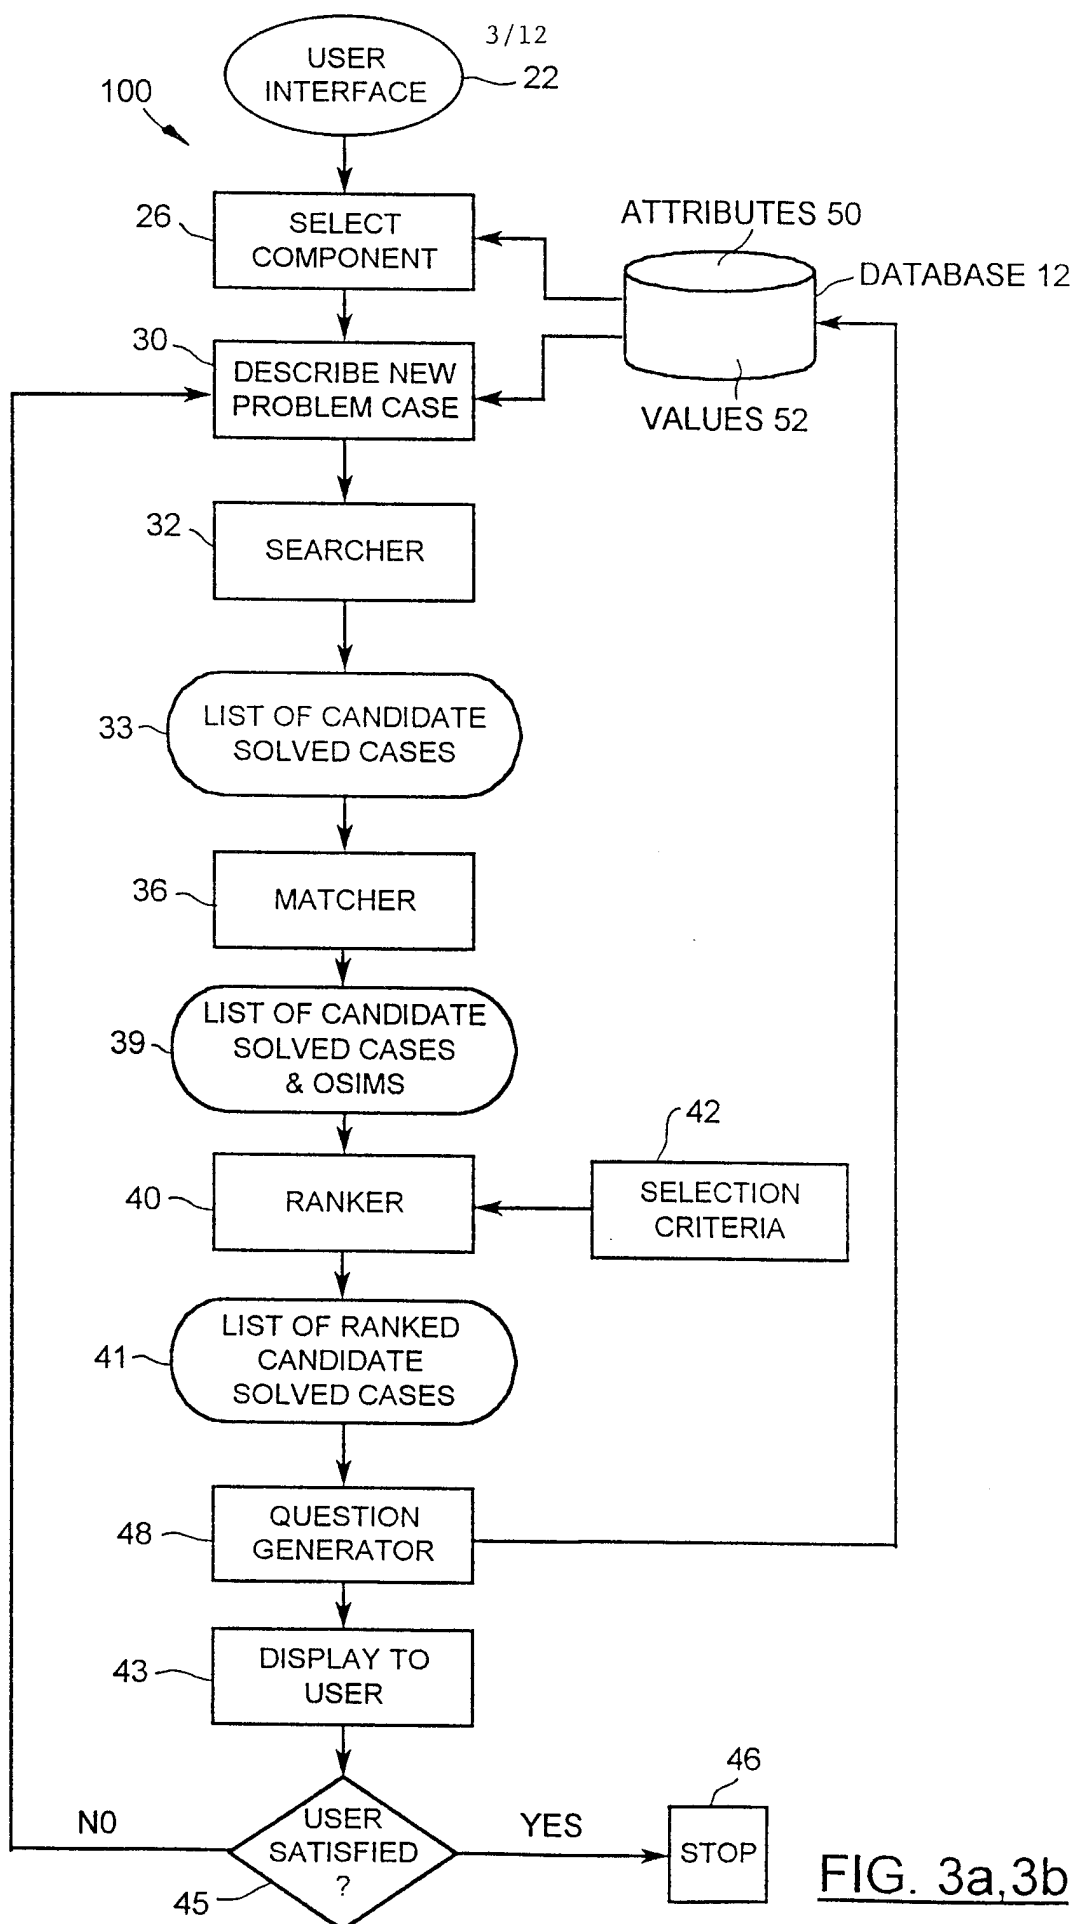 3/12
USER
INTERFACE
22
100
26
SELECT
COMPONENT
ATTRIBUTES 50
DATABASE 12
VALUES 52
30
DESCRIBE NEW
PROBLEM CASE
32
SEARCHER
33
LIST OF CANDIDATE
SOLVED CASES
36
MATCHER
39
LIST OF CANDIDATE
SOLVED CASES
& OSIMS
42
40
RANKER
SELECTION
CRITERIA
41
LIST OF RANKED
CANDIDATE
SOLVED CASES
48
QUESTION
GENERATOR
43
DISPLAY TO
USER
46
NO
USER
SATISFIED
?
YES
STOP
45
FIG. 3a,3b